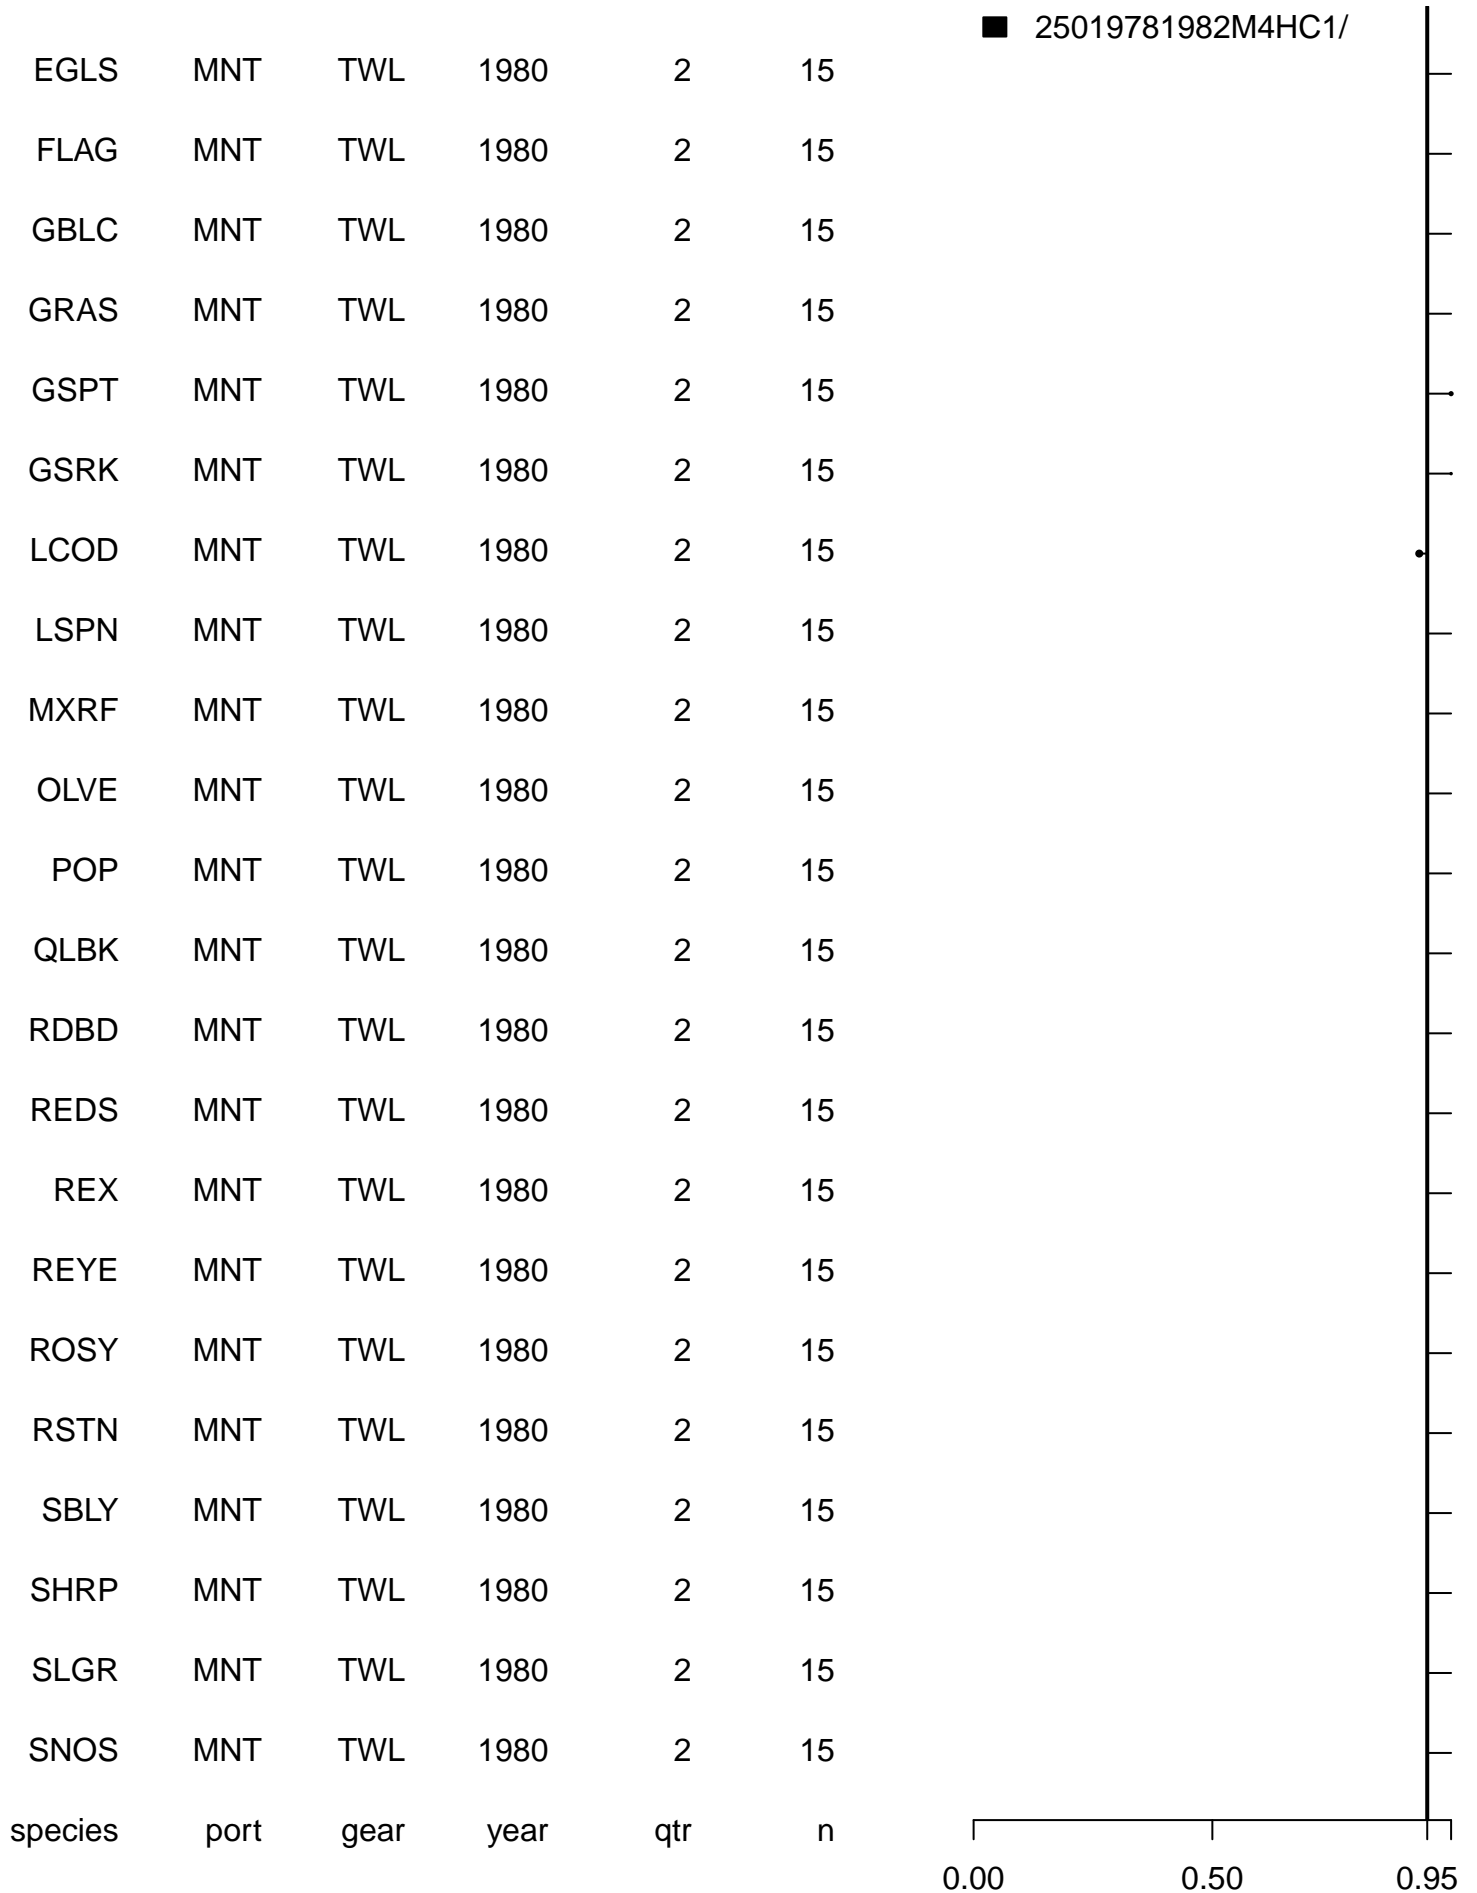 25019781982M4HC1/
EGLS MNT TWL 1980 2 15
FLAG MNT TWL 1980 2 15
GBLC MNT TWL 1980 2 15
GRAS MNT TWL 1980 2 15
GSPT MNT TWL 1980 2 15
GSRK MNT TWL 1980 2 15
LCOD MNT TWL 1980 2 15
LSPN MNT TWL 1980 2 15
MXRF MNT TWL 1980 2 15
OLVE MNT TWL 1980 2 15
POP MNT TWL 1980 2 15
QLBK MNT TWL 1980 2 15
RDBD MNT TWL 1980 2 15
REDS MNT TWL 1980 2 15
REX MNT TWL 1980 2 15
REYE MNT TWL 1980 2 15
ROSY MNT TWL 1980 2 15
RSTN MNT TWL 1980 2 15
SBLY MNT TWL 1980 2 15
SHRP MNT TWL 1980 2 15
SLGR MNT TWL 1980 2 15
SNOS MNT TWL 1980 2 15
species port gear year qtr n
0.00 0.50 0.95